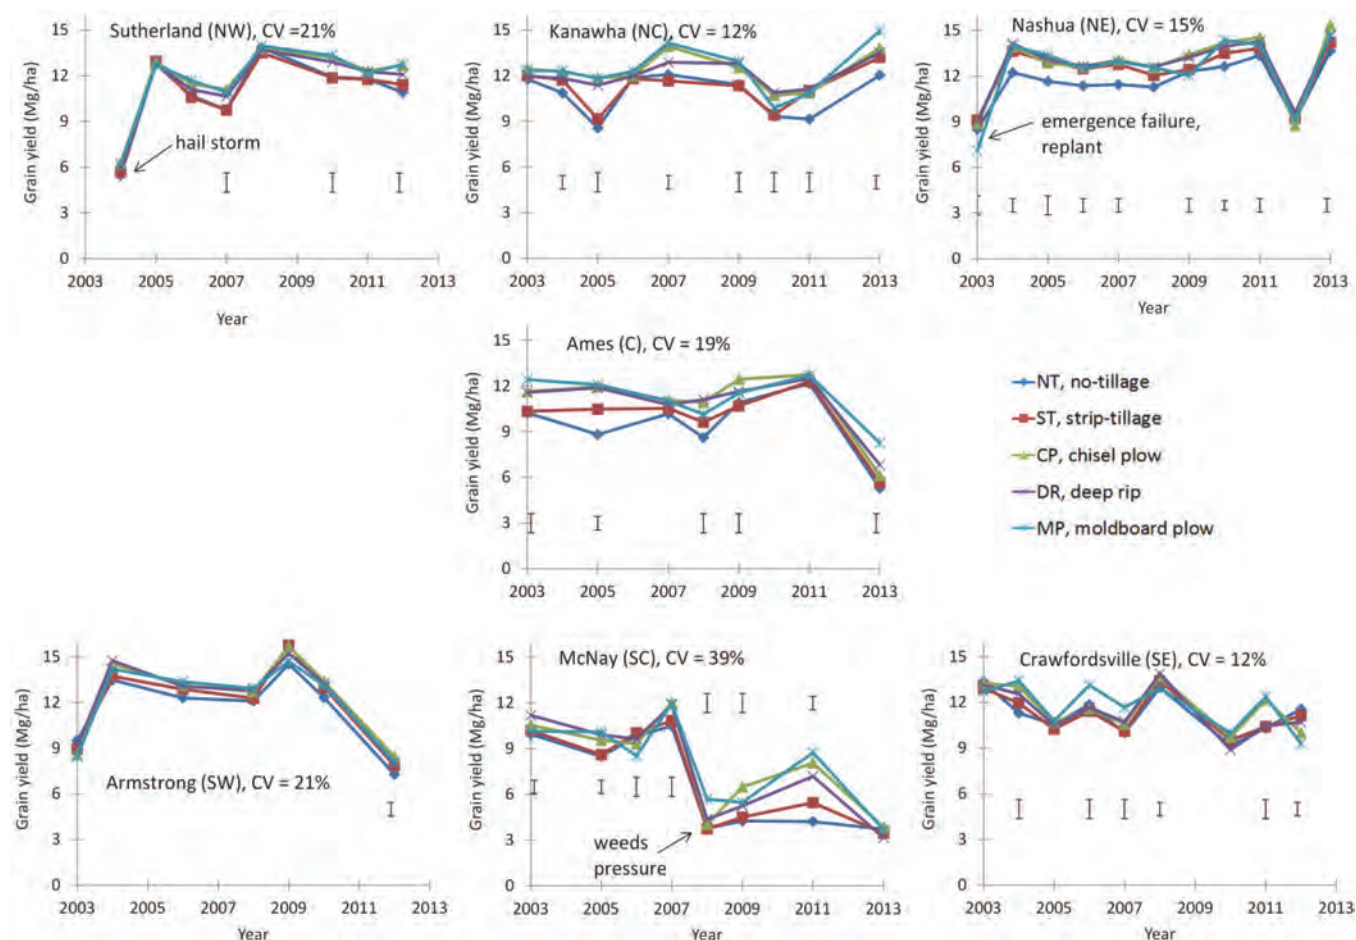 Sutherland (NW), CV =21%
Grain yield (Mg/ha)
15
12
9
6
3
0
hail storm
2003 2005 2007 2009 2011 2013
Year
Kanawha (NC), CV = 12%
Grain yield (Mg/ha)
15
12
9
6
3
0
2003 2005 2007 2009 2011 2013
Year
Nashua (NE), CV = 15%
Grain yield (Mg/ha)
15
12
9
6
3
0
emergence failure,
replant
2003 2005 2007 2009 2011 2013
Year
Ames (C), CV = 19%
Grain yield (Mg/ha)
15
12
9
6
3
0
2003 2005 2007 2009 2011 2013
NT, no-tillage
ST, strip-tillage
CP, chisel plow
DR, deep rip
MP, moldboard plow
Grain yield (Mg/ha)
15
12
9
6
3
0
Armstrong (SW), CV = 21%
2003 2005 2007 2009 2011 2013
Year
McNay (SC), CV = 39%
Grain yield (Mg/ha)
15
12
9
6
3
0
weeds
pressure
2003 2005 2007 2009 2011 2013
Year
Crawfordsville (SE), CV = 12%
Grain yield (Mg/ha)
15
12
9
6
3
0
2003 2005 2007 2009 2011 2013
Year